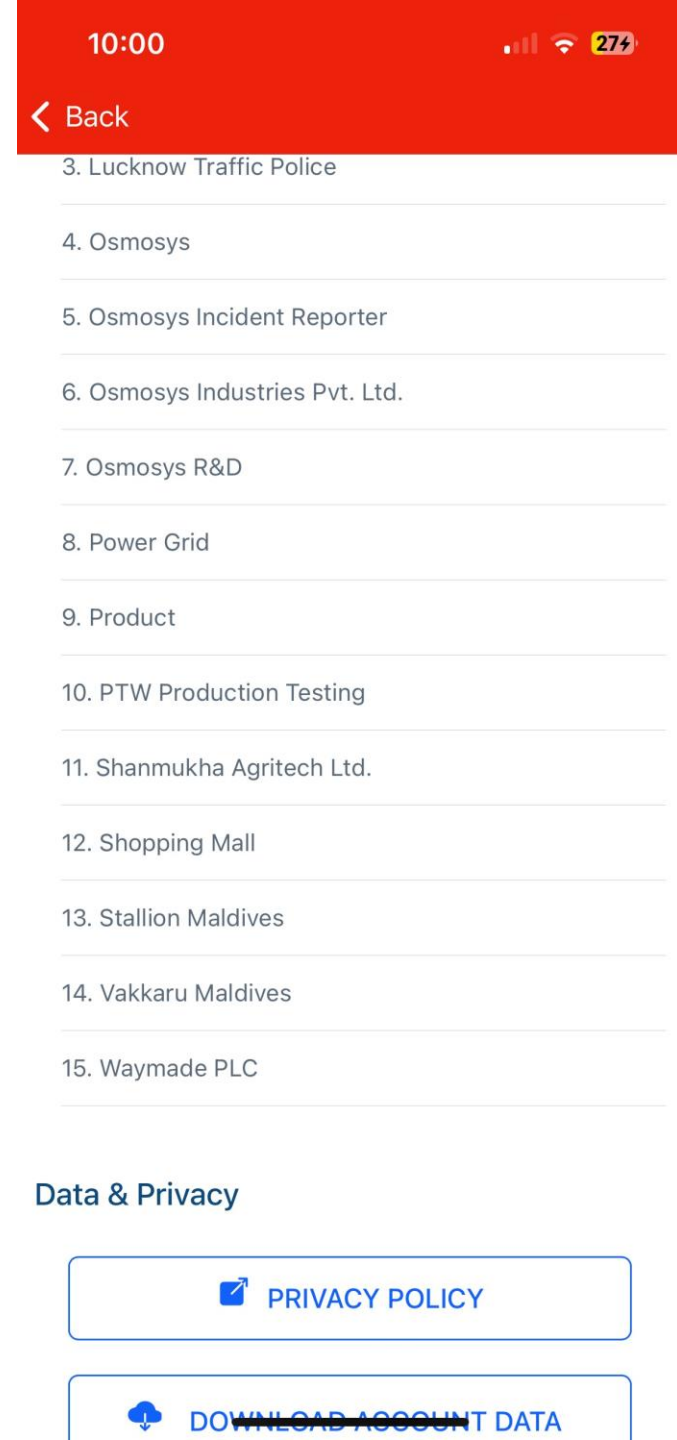 10:00
27
Back
3. Lucknow Traffic Police
4. Osmosys
5. Osmosys Incident Reporter
6. Osmosys Industries Pvt. Ltd.
7. Osmosys R&D
8. Power Grid
9. Product
10. PTW Production Testing
11. Shanmukha Agritech Ltd.
12. Shopping Mall
13. Stallion Maldives
14. Vakkaru Maldives
15. Waymade PLC
Data & Privacy
PRIVACY POLICY
DOWNLOAD ACCOUNT DATA